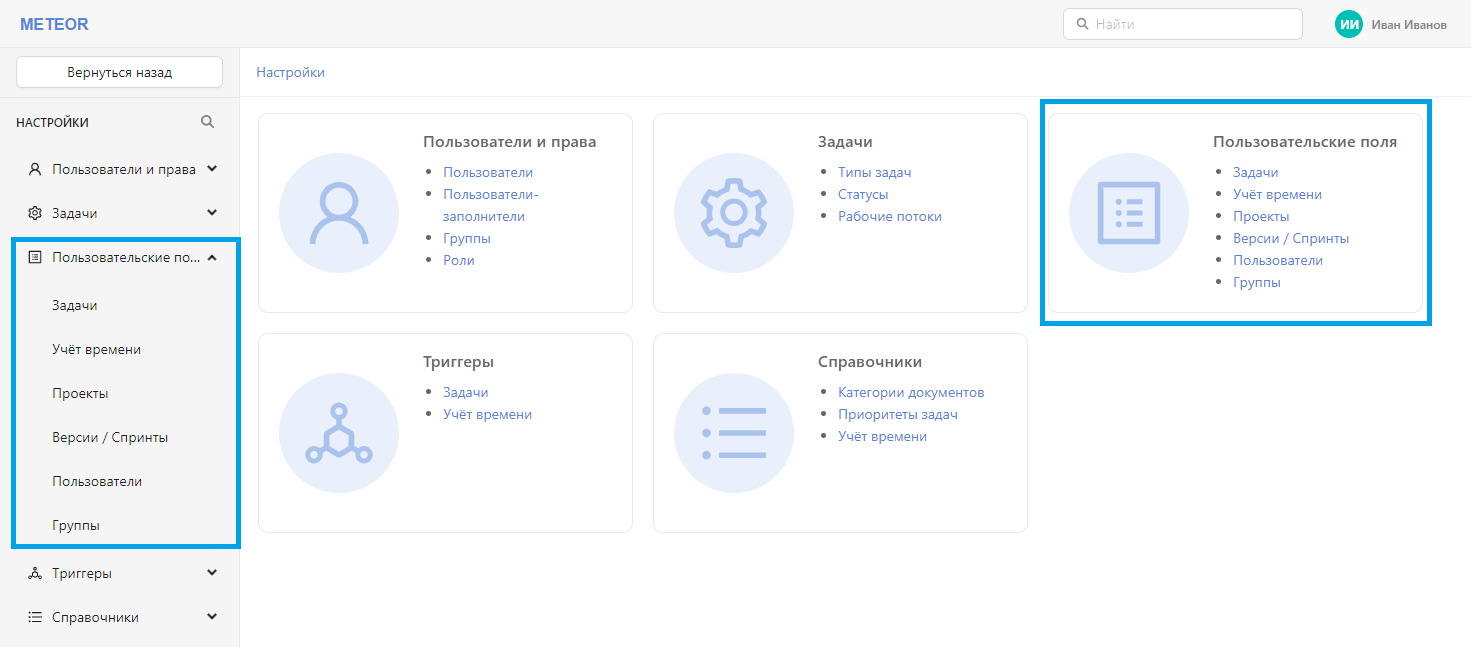 METEOR
Найти
ИИ
Иван Иванов
Вернуться назад
НАСТРОЙКИ
Пользователи и права
Задачи
Пользовательские по...
Задачи
Учёт времени
Проекты
Версии / Спринты
Пользователи
Группы
Триггеры
Справочники
Настройки
Пользователи и права
Пользователи
Пользователи-
заполнители
Группы
Роли
Задачи
Типы задач
Статусы
Рабочие потоки
Пользовательские поля
Задачи
Учёт времени
Проекты
Версии / Спринты
Пользователи
Группы
Триггеры
Задачи
Учёт времени
Справочники
Категории документов
Приоритеты задач
Учёт времени